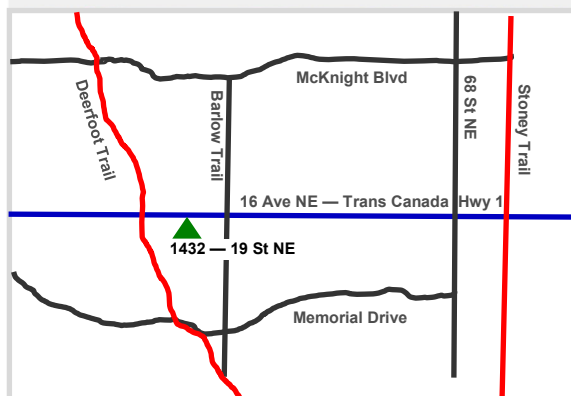 McKnight Blvd
Deerfoot Trail
Barlow Trail
68 St NE
Stoney Trail
16 Ave NE — Trans Canada Hwy 1
1432 — 19 St NE
Memorial Drive